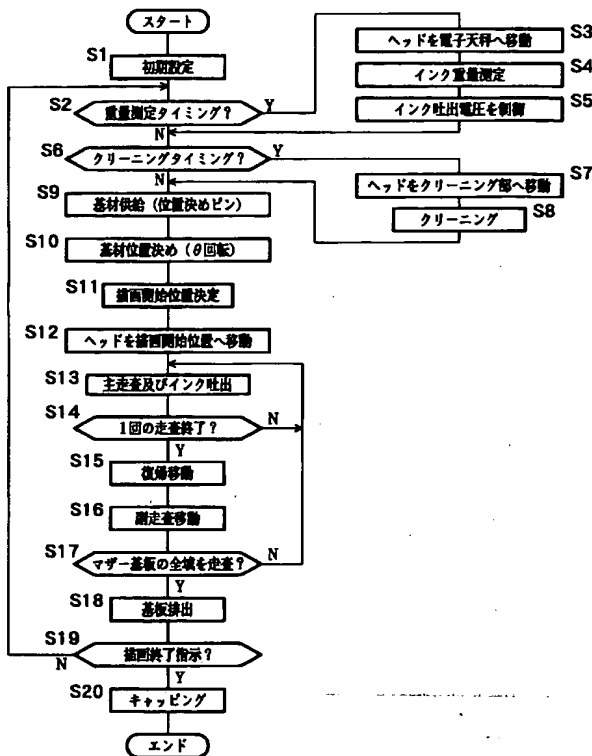 スタート
S1
初期設定
S2
重量測定タイミング?
Y
N
S3
ヘッドを電子天秤へ移動
S4
インク重量測定
S5
インク吐出電圧を制御
S6
クリーニングタイミング?
Y
N
S7
ヘッドをクリーニング部へ移動
S8
クリーニング
S9
基材供給(位置決めピン)
S10
基材位置決め(θ回転)
S11
描画開始位置決定
S12
ヘッドを描画開始位置へ移動
S13
主走査及びインク吐出
S14
1回の走査終了?
N
Y
S15
復帰移動
S16
副走査移動
S17
マザー基板の全域を走査?
N
Y
S18
基板排出
S19
描画終了指示?
N
Y
S20
キャッピング
エンド